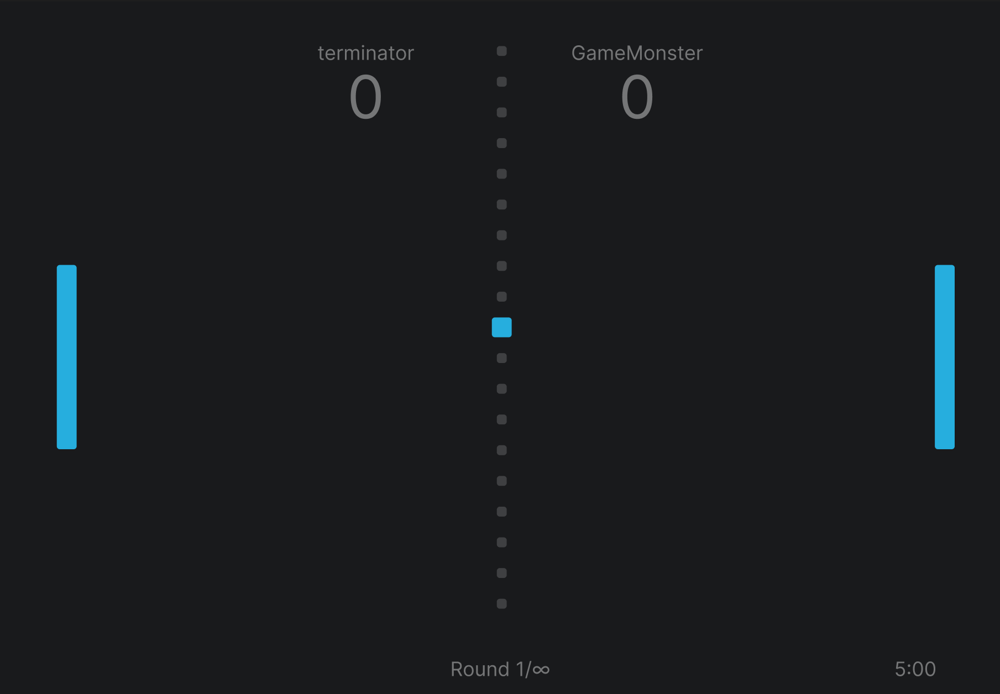 terminator
0
GameMonster
0
Round 1/∞
5:00